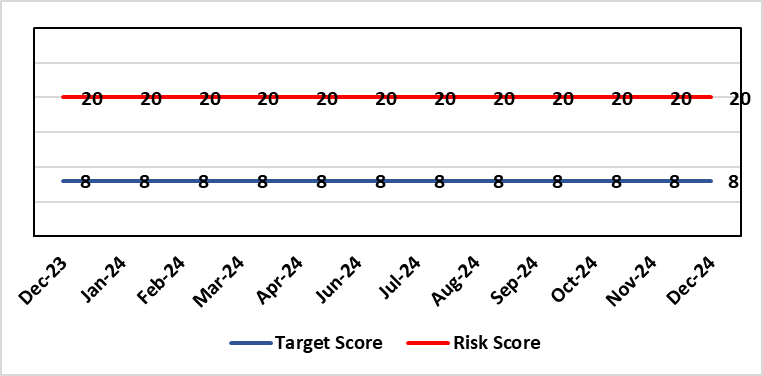 20 20 20 20 20 20 20 20 20 20 20 20
8 8 8 8 8 8 8 8 8 8 8 8
Dec-23 Jan-24 Feb-24 Mar-24 Apr-24 Jun-24 Jul-24 Aug-24 Sep-24 Oct-24 Nov-24 Dec-24
Target Score Risk Score